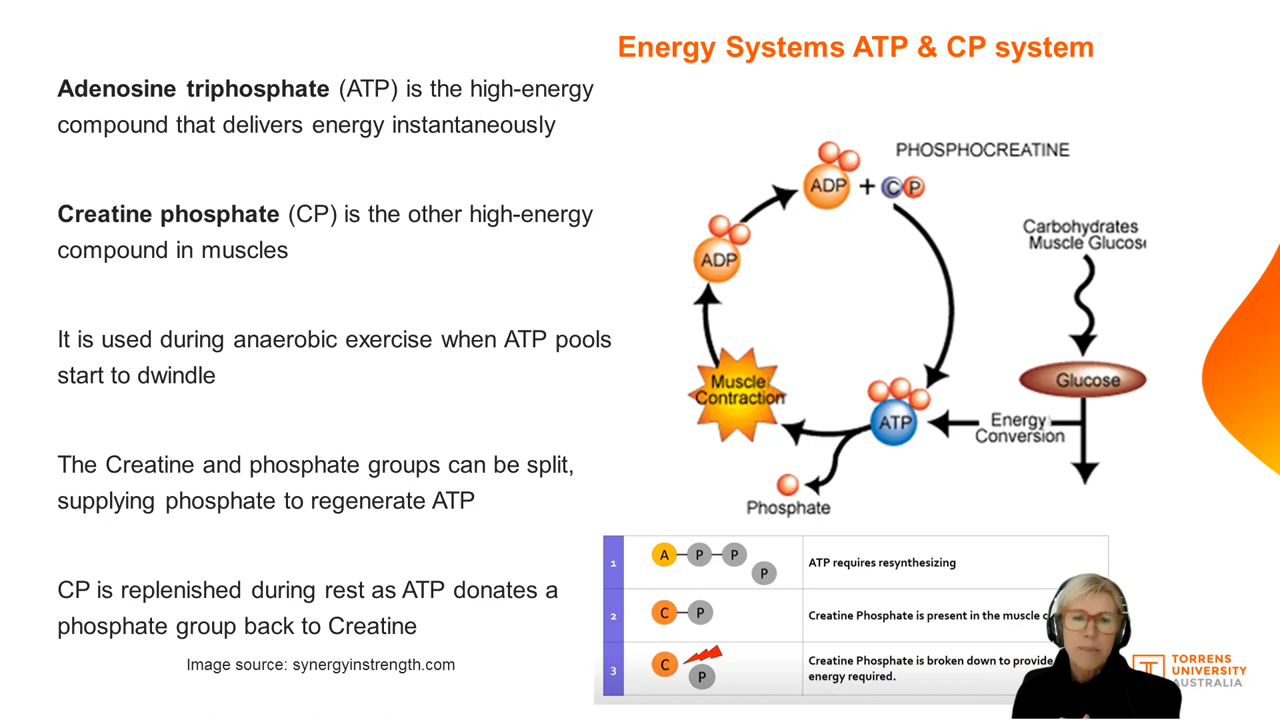 Energy Systems ATP & CP system
Adenosine triphosphate (ATP) is the high-energy
compound that delivers energy instantaneously
Creatine phosphate (CP) is the other high-energy
compound in muscles
It is used during anaerobic exercise when ATP pools
start to dwindle
The Creatine and phosphate groups can be split,
supplying phosphate to regenerate ATP
CP is replenished during rest as ATP donates a
phosphate group back to Creatine
Image source: synergyinstrength.com
PHOSPHOCREATINE
ADP + C P
ADP
Carbohydrates
Muscle Glucos
Glucose
Muscle
Contraction
ATP
Energy
Conversion
Phosphate
1
A P P
P
ATP requires resynthesizing
2
C P
Creatine Phosphate is present in the muscle
3
C
P
Creatine Phosphate is broken down to provide
energy required.
TORRENS
UNIVERSITY
AUSTRALIA